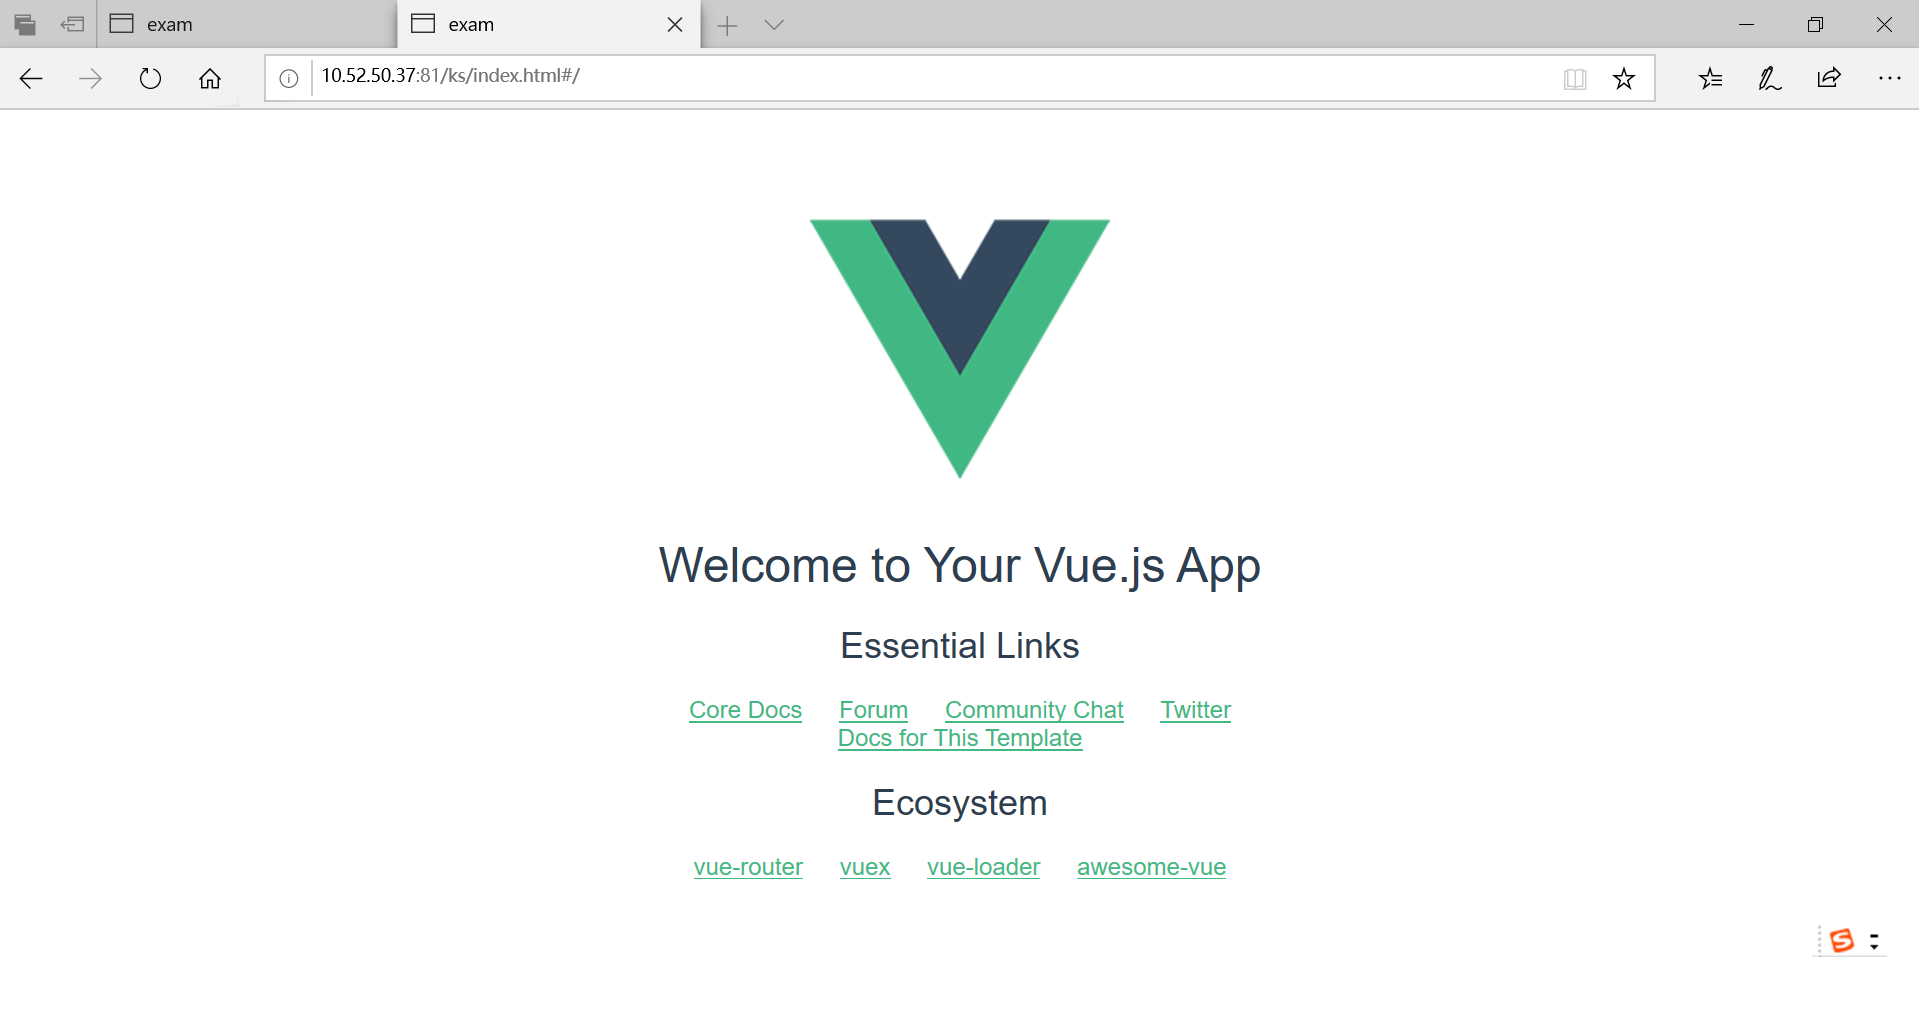 exam
exam
10.52.50.37:81/ks/index.html#/
Welcome to Your Vue.js App
Essential Links
Core Docs Forum Community Chat Twitter
Docs for This Template
Ecosystem
vue-router vuex vue-loader awesome-vue